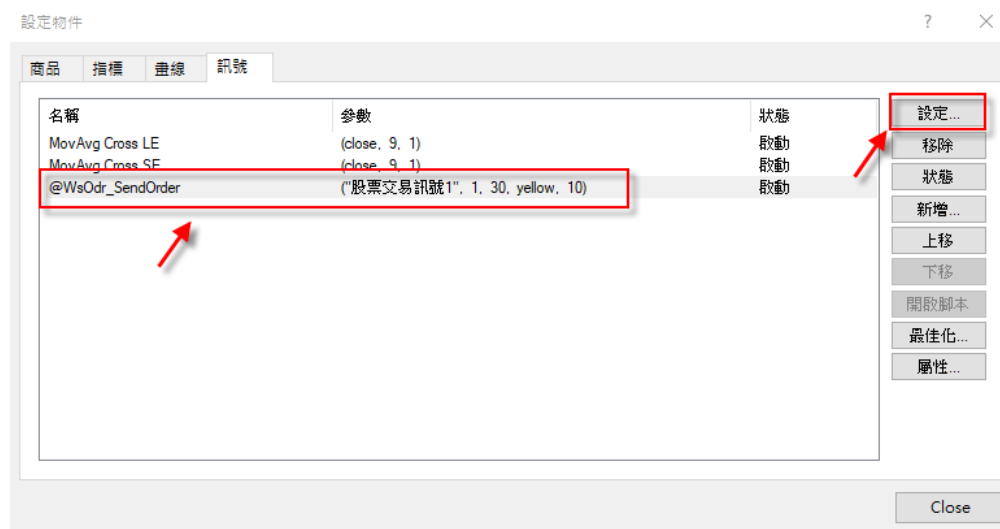 設定物件
?
商品 指標 畫線 訊號
名稱 參數 狀態
MovAvg Cross LE (close, 9, 1) 啟動
MovAvg Cross SE (close, 9, 1) 啟動
@WsOdr_SendOrder ("股票交易訊號1", 1, 30, yellow, 10) 啟動
設定...
移除
狀態
新增...
上移
下移
開啟腳本
最佳化...
屬性...
Close